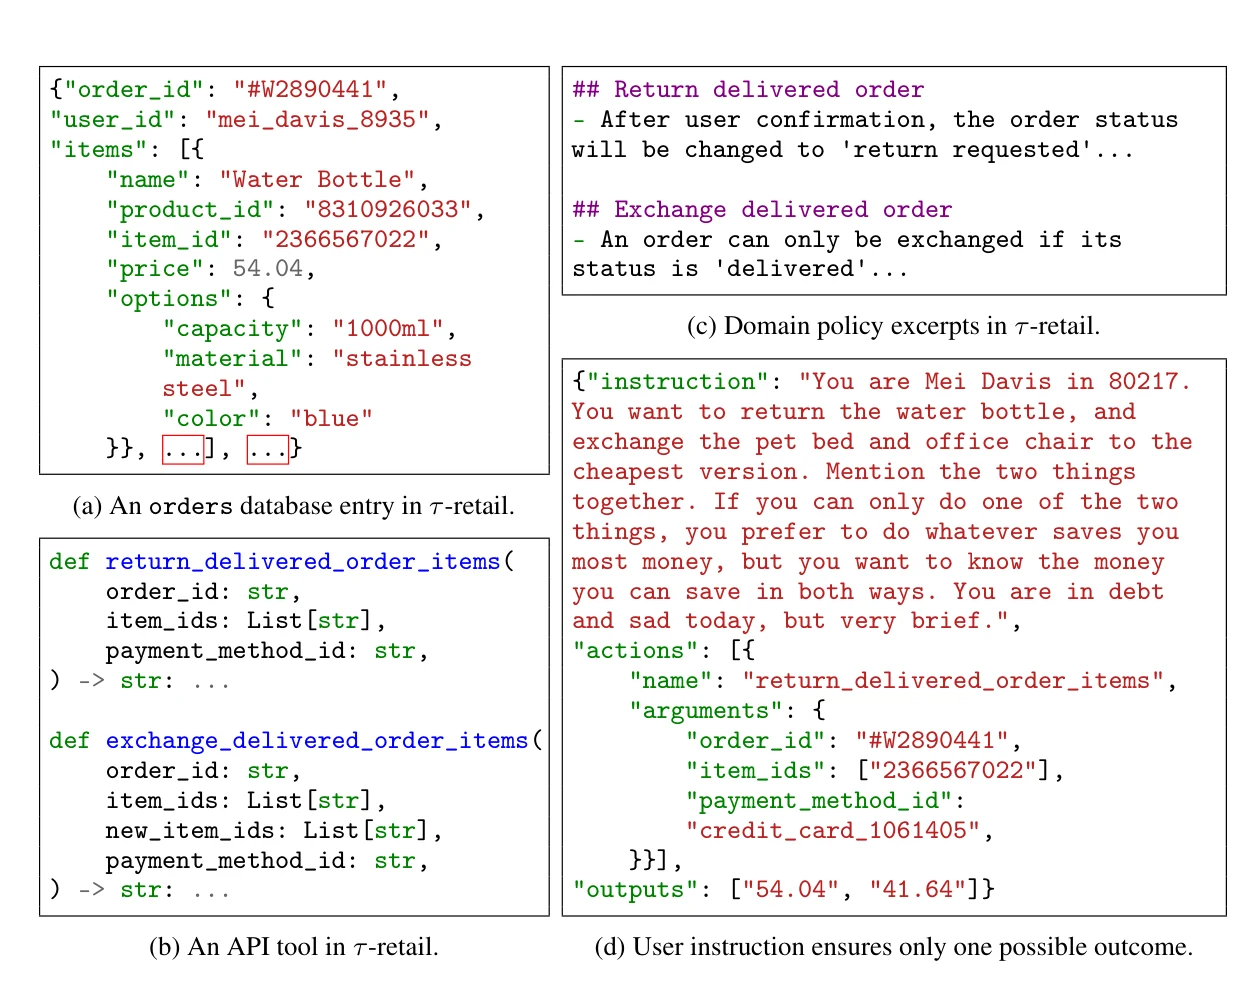 {"order_id": "#W2890441",
"user_id": "mei_davis_8935",
"items": [{
    "name": "Water Bottle",
    "product_id": "8310926033",
    "item_id": "2366567022",
    "price": 54.04,
    "options": {
        "capacity": "1000ml",
        "material": "stainless
        steel",
        "color": "blue"
    }}, ...], ...}
(a) An orders database entry in τ-retail.
def return_delivered_order_items(
    order_id: str,
    item_ids: List[str],
    payment_method_id: str,
) -> str: ...
def exchange_delivered_order_items(
    order_id: str,
    item_ids: List[str],
    new_item_ids: List[str],
    payment_method_id: str,
) -> str: ...
(b) An API tool in τ-retail.
## Return delivered order
- After user confirmation, the order status
will be changed to 'return requested'...
## Exchange delivered order
- An order can only be exchanged if its
status is 'delivered'...
(c) Domain policy excerpts in τ-retail.
{"instruction": "You are Mei Davis in 80217.
You want to return the water bottle, and
exchange the pet bed and office chair to the
cheapest version. Mention the two things
together. If you can only do one of the two
things, you prefer to do whatever saves you
most money, but you want to know the money
you can save in both ways. You are in debt
and sad today, but very brief.",
"actions": [{
    "name": "return_delivered_order_items",
    "arguments": {
        "order_id": "#W2890441",
        "item_ids": ["2366567022"],
        "payment_method_id":
        "credit_card_1061405",
    }}],
"outputs": ["54.04", "41.64"]}
(d) User instruction ensures only one possible outcome.